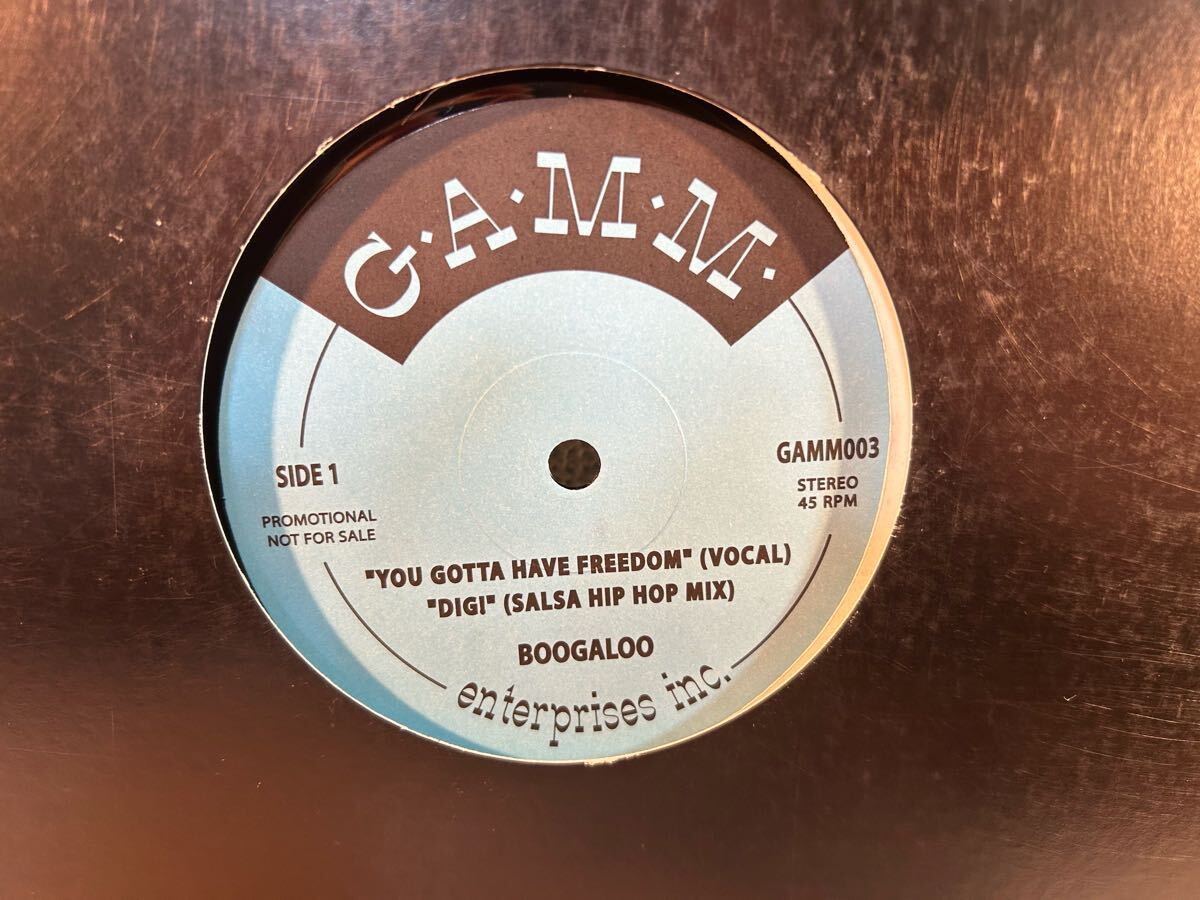 G·A·M·M·
SIDE 1
PROMOTIONAL
NOT FOR SALE
GAMM003
STEREO
45 RPM
"YOU GOTTA HAVE FREEDOM" (VOCAL)
"DIGI" (SALSA HIP HOP MIX)
BOOGALOO
enterprises inc.